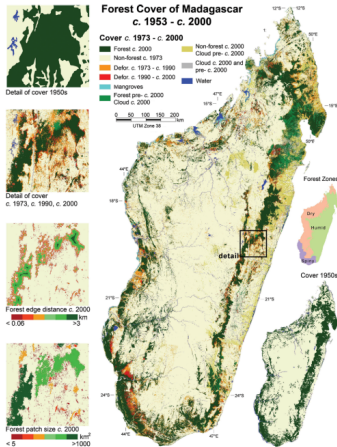 Forest Cover of Madagascar
c. 1953 - c. 2000
Cover c. 1973 - c. 2000
Forest c. 2000
Non-forest c. 1973
Defor. c. 1973 - c. 1990
Defor. c. 1990 - c. 2000
Mangroves
Forest pre- c. 2000
Cloud c. 2000
Non-forest c. 2000
Cloud pre- c. 2000
Cloud c. 2000 and
pre- c. 2000
Water
UTM Zone 38
Detail of cover 1950s
Detail of cover
c. 1973, c. 1990, c. 2000
Forest edge distance c. 2000
km
< 0.06 >3
Forest patch size c. 2000
km²
< 5 >1000
detail
Forest Zones
Dry
Humid
Cover 1950s
12°S
12°S
16°S
18°S
21°S
21°S
24°S
24°S
44°E
47°E
50°E